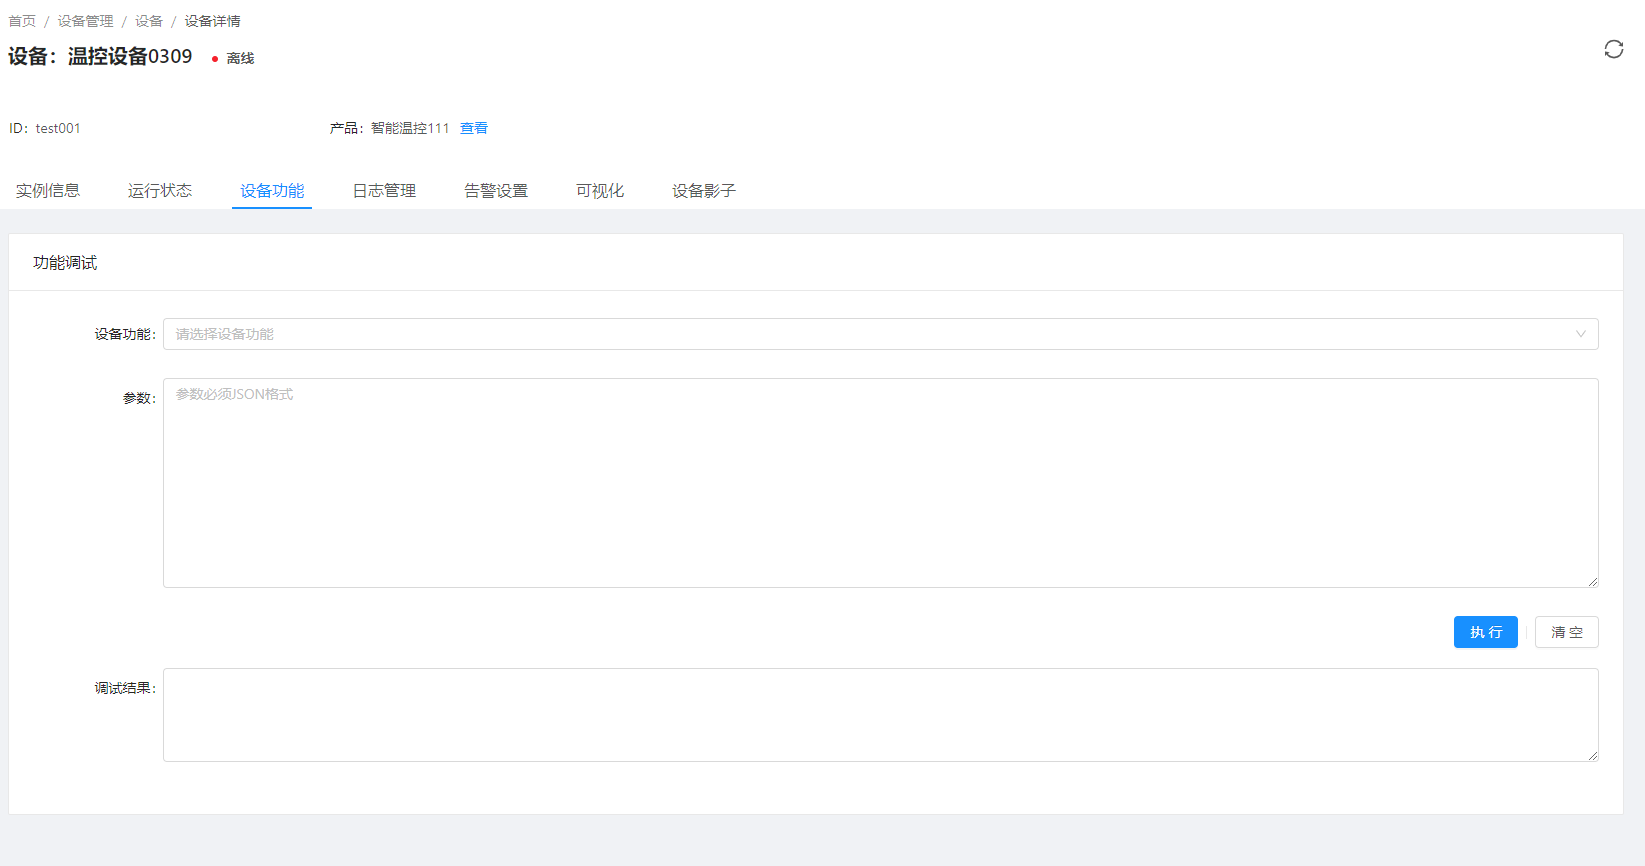 首页 / 设备管理 / 设备 / 设备详情
设备：温控设备0309 离线
ID：test001 产品：智能温控111 查看
实例信息 运行状态 设备功能 日志管理 告警设置 可视化 设备影子
功能调试
设备功能： 请选择设备功能
参数： 参数必须JSON格式
执 行 清 空
调试结果：